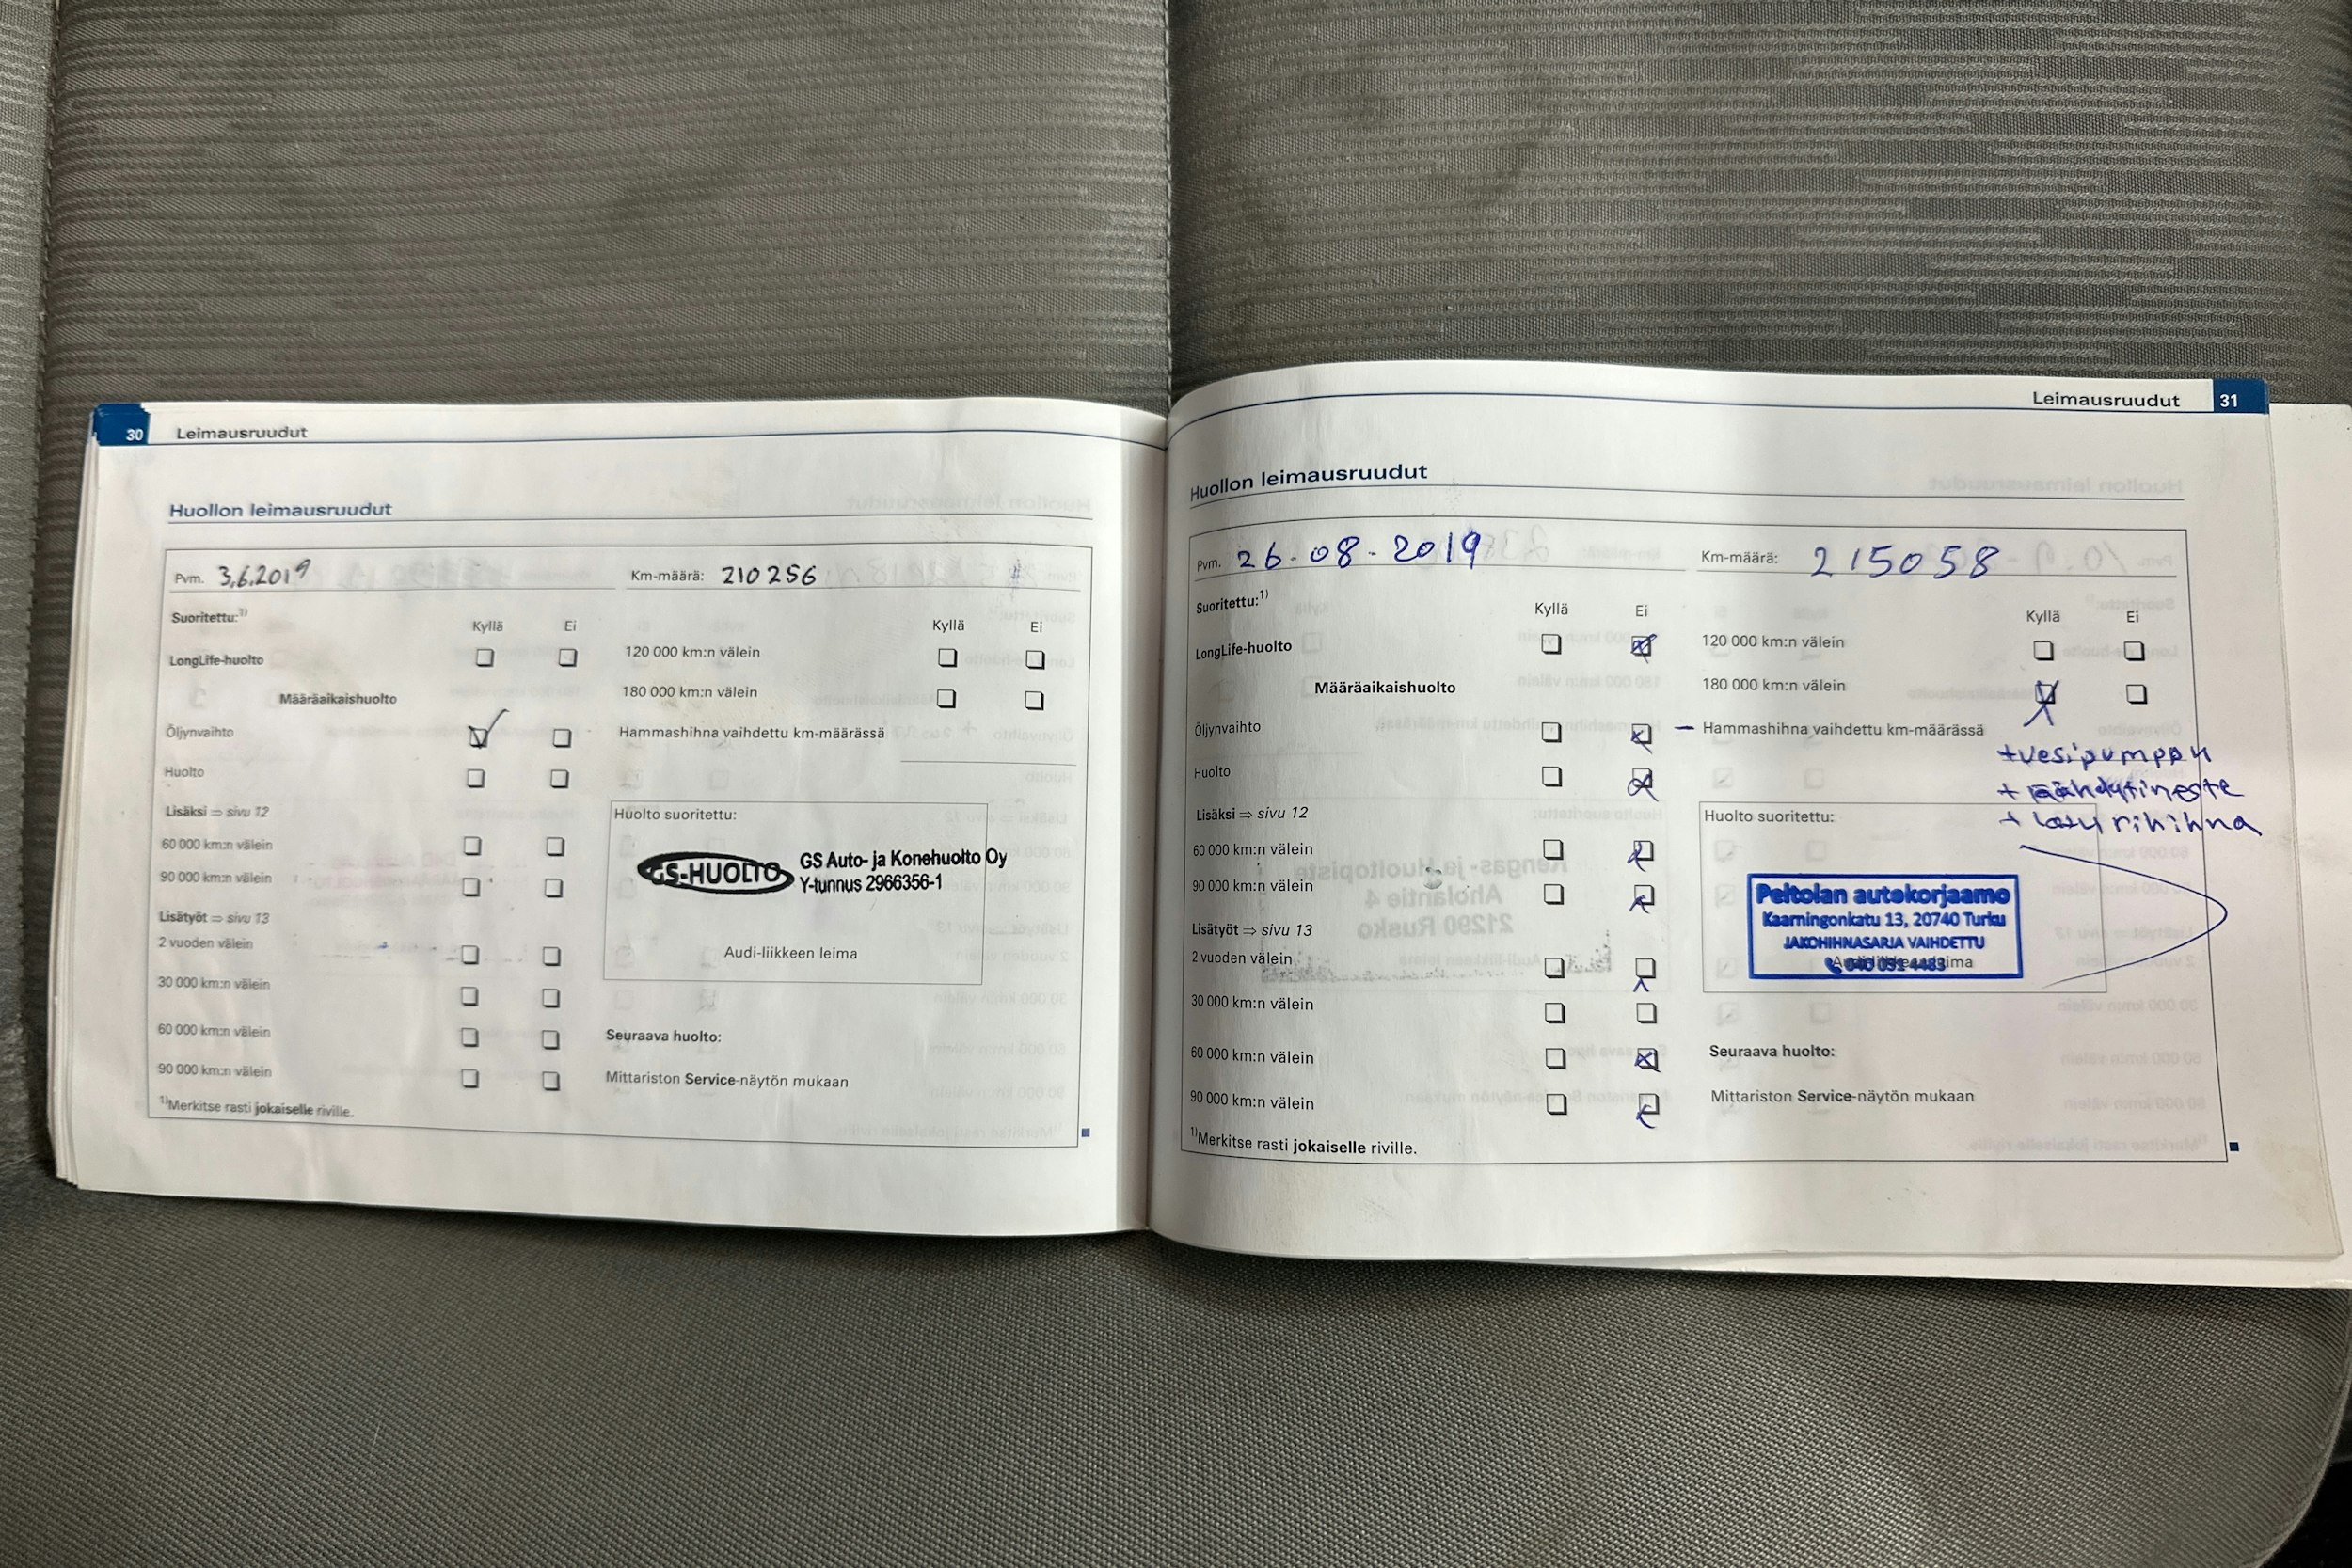 30 Leimausruudut
Huollon leimausruudut
Pvm. 3.6.2019 Km-määrä: 210256
Suoritettu:1)
Kyllä Ei Kyllä Ei
LongLife-huolto 120 000 km:n välein
Määräaikaishuolto 180 000 km:n välein
Öljynvaihto Hammashihna vaihdettu km-määrässä
Huolto
Lisäksi ⇒ sivu 12 Huolto suoritettu:
60 000 km:n välein
GS-HUOLTO GS Auto- ja Konehuolto Oy
Y-tunnus 2966356-1
90 000 km:n välein
Lisätyöt ⇒ sivu 13
2 vuoden välein Audi-liikkeen leima
30 000 km:n välein
60 000 km:n välein Seuraava huolto:
90 000 km:n välein Mittariston Service-näytön mukaan
1)Merkitse rasti jokaiselle riville.
Leimausruudut 31
Huollon leimausruudut
Pvm. 26-08-2019 Km-määrä: 215058
Suoritettu:1)
Kyllä Ei Kyllä Ei
LongLife-huolto 120 000 km:n välein
Määräaikaishuolto 180 000 km:n välein
Öljynvaihto – Hammashihna vaihdettu km-määrässä
+vesipumppu
Huolto
+ jäähdytineste
Lisäksi ⇒ sivu 12 Huolto suoritettu:
+ laturihihna
60 000 km:n välein
90 000 km:n välein
Peltolan autokorjaamo
Kaarningonkatu 13, 20740 Turku
JAKOHIHNASARJA VAIHDETTU
Lisätyöt ⇒ sivu 13
2 vuoden välein
30 000 km:n välein
60 000 km:n välein Seuraava huolto:
90 000 km:n välein Mittariston Service-näytön mukaan
1)Merkitse rasti jokaiselle riville.